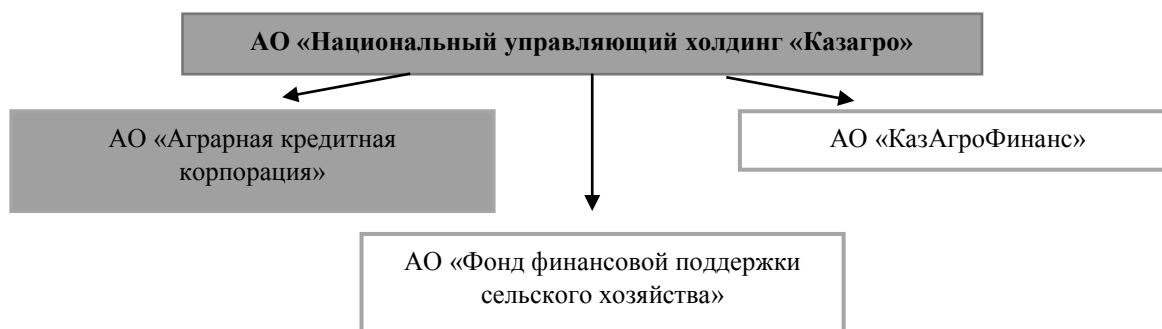 АО «Национальный управляющий холдинг «Казагро»
АО «Аграрная кредитная
корпорация»
АО «КазАгроФинанс»
АО «Фонд финансовой поддержки
сельского хозяйства»